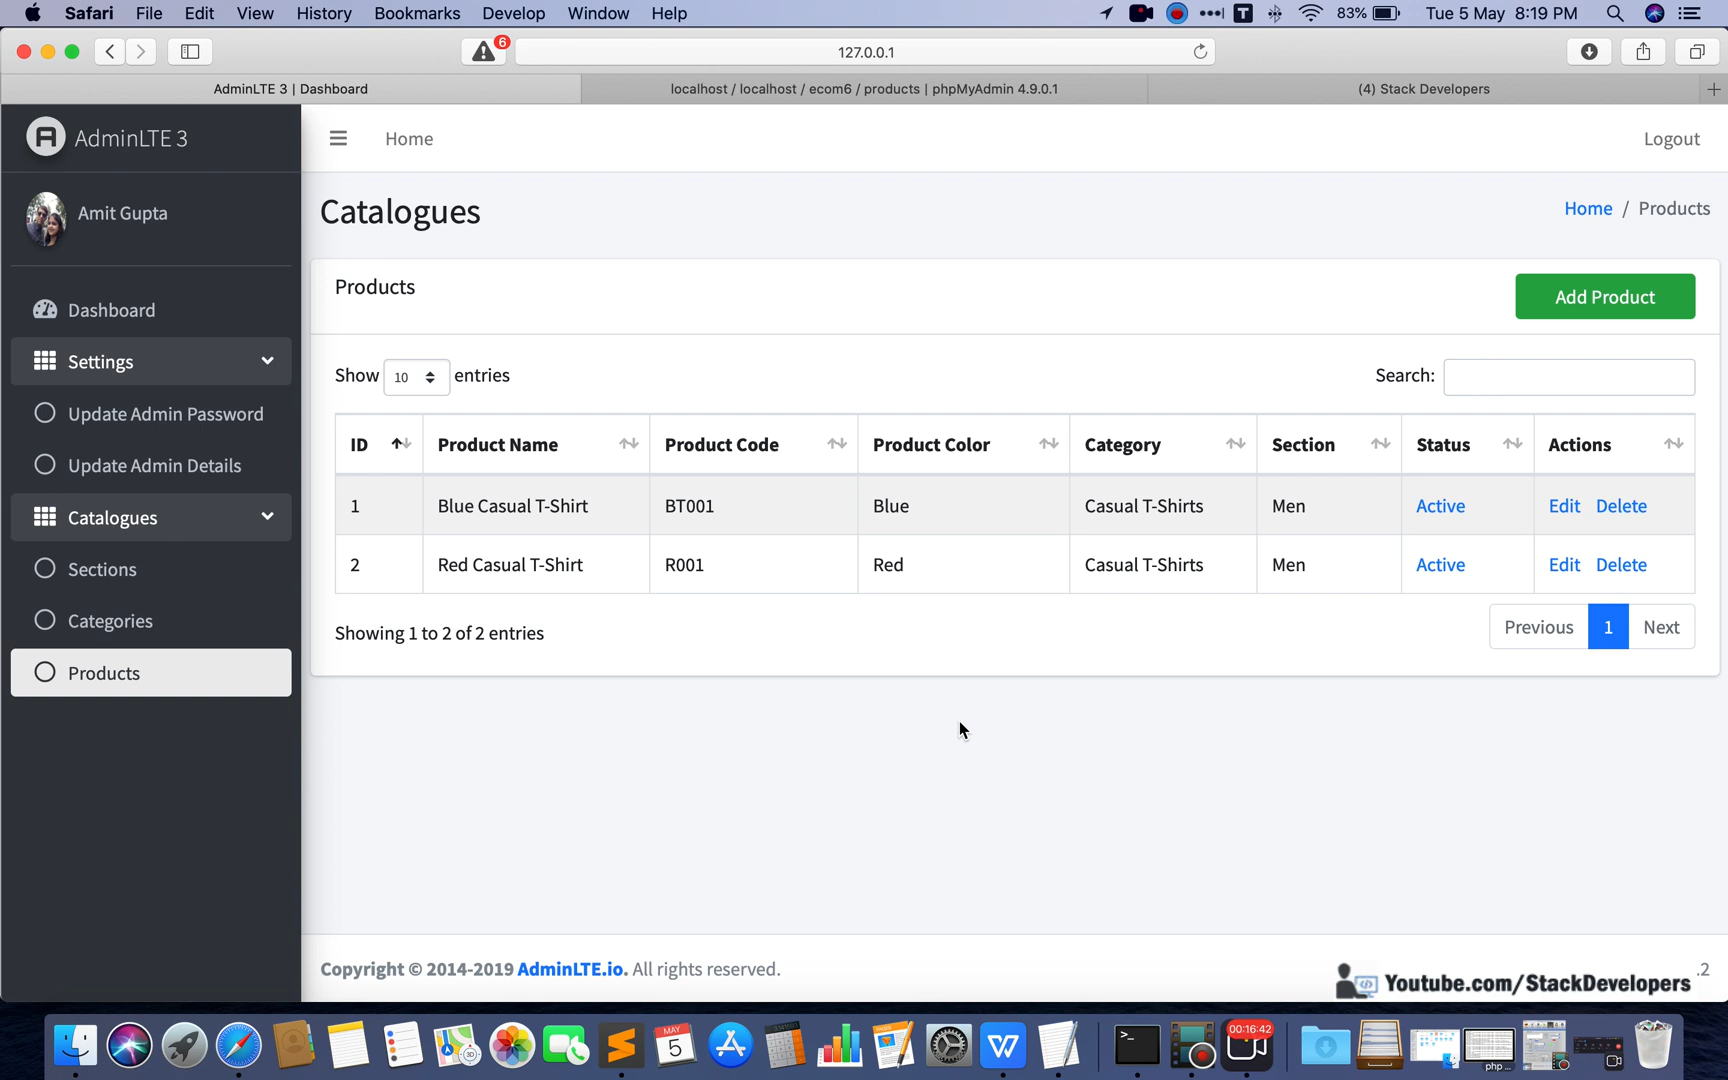 Safari File Edit View History Bookmarks Develop Window Help T 83% Tue 5 May 8:19 PM
6 127.0.0.1
AdminLTE 3 | Dashboard localhost / localhost / ecom6 / products | phpMyAdmin 4.9.0.1 (4) Stack Developers
AdminLTE 3
Home Logout
Amit Gupta
Catalogues
Home / Products
Dashboard
Settings
Update Admin Password
Update Admin Details
Catalogues
Sections
Categories
Products
Products
Add Product
Show 10 entries
Search:
ID Product Name Product Code Product Color Category Section Status Actions
1 Blue Casual T-Shirt BT001 Blue Casual T-Shirts Men Active Edit Delete
2 Red Casual T-Shirt R001 Red Casual T-Shirts Men Active Edit Delete
Showing 1 to 2 of 2 entries
Previous 1 Next
Copyright © 2014-2019 AdminLTE.io. All rights reserved.
.2
Youtube.com/StackDevelopers
MAY
5
00:16:42
php ...